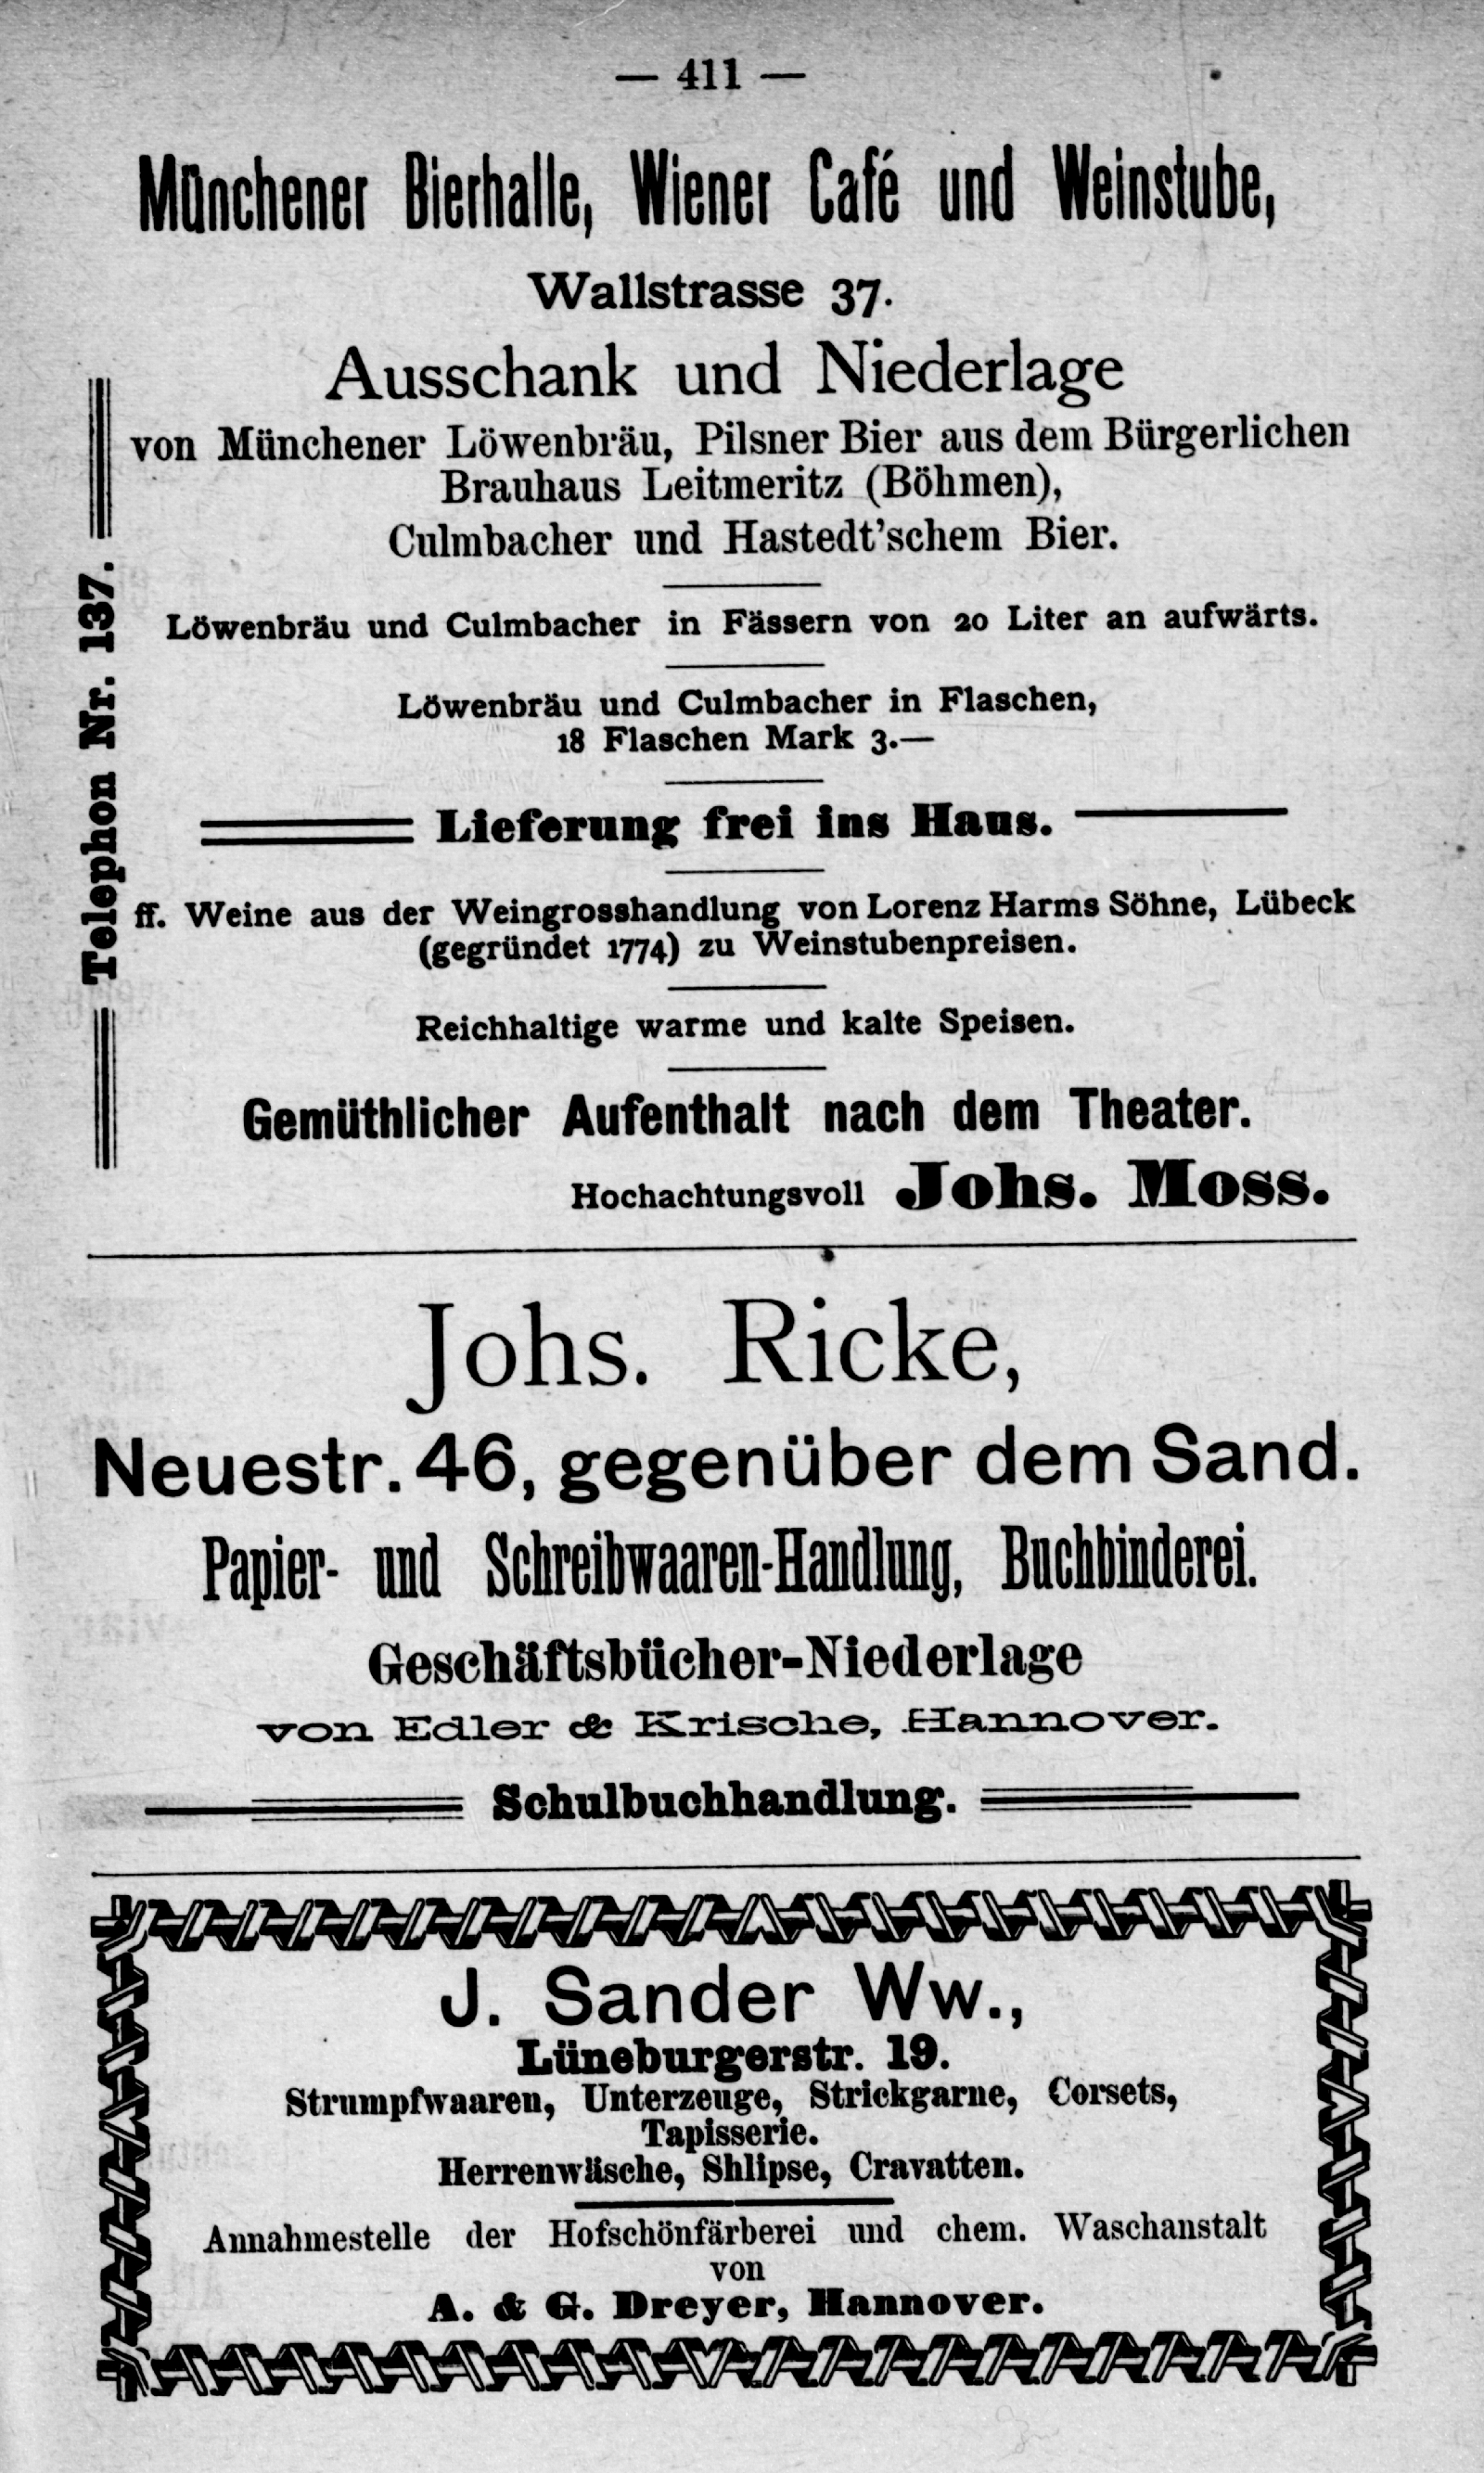 — 411 —
Münchener Bierhalle, Wiener Café und Weinstube,
Wallstrasse 37.
Ausschank und Niederlage
von Münchener Löwenbräu, Pilsner Bier aus dem Bürgerlichen
Brauhaus Leitmeritz (Böhmen),
Culmbacher und Hastedt'schem Bier.
Löwenbräu und Culmbacher in Fässern von 20 Liter an aufwärts.
Löwenbräu und Culmbacher in Flaschen,
18 Flaschen Mark 3.—
Lieferung frei ins Haus.
ff. Weine aus der Weingrosshandlung von Lorenz Harms Söhne, Lübeck
(gegründet 1774) zu Weinstubenpreisen.
Reichhaltige warme und kalte Speisen.
Gemüthlicher Aufenthalt nach dem Theater.
Hochachtungsvoll Johs. Moss.
Telephon Nr. 137.
Johs. Ricke,
Neuestr. 46, gegenüber dem Sand.
Papier- und Schreibwaaren-Handlung, Buchbinderei.
Geschäftsbücher-Niederlage
von Edler & Krische, Hannover.
Schulbuchhandlung.
J. Sander Ww.,
Lüneburgerstr. 19.
Strumpfwaaren, Unterzeuge, Strickgarne, Corsets,
Tapisserie.
Herrenwäsche, Shlipse, Cravatten.
Annahmestelle der Hofschönfärberei und chem. Waschanstalt
von
A. & G. Dreyer, Hannover.